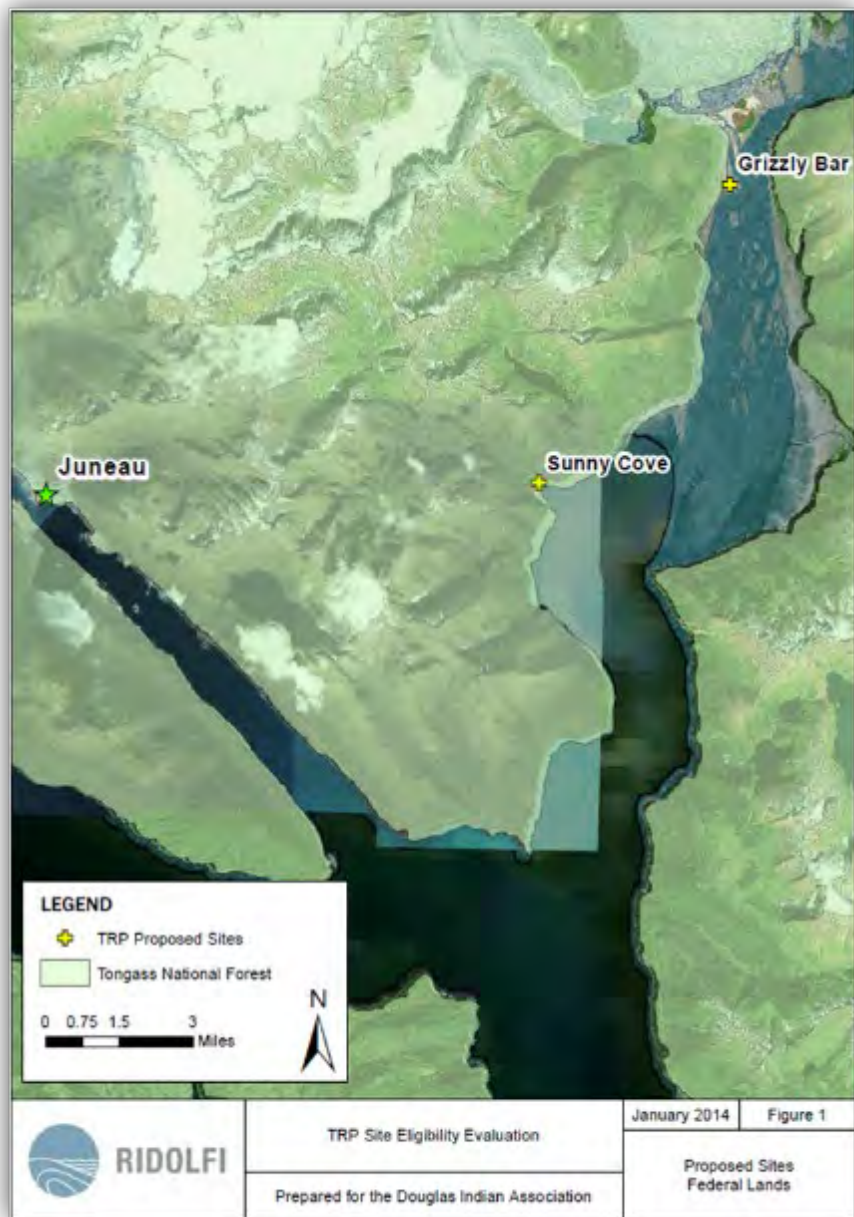 Grizzly Bar
Juneau
Sunny Cove
LEGEND
TRP Proposed Sites
Tongass National Forest
N
0 0.75 1.5 3
Miles
RIDOLFI
TRP Site Eligibility Evaluation
Prepared for the Douglas Indian Association
January 2014
Figure 1
Proposed Sites
Federal Lands